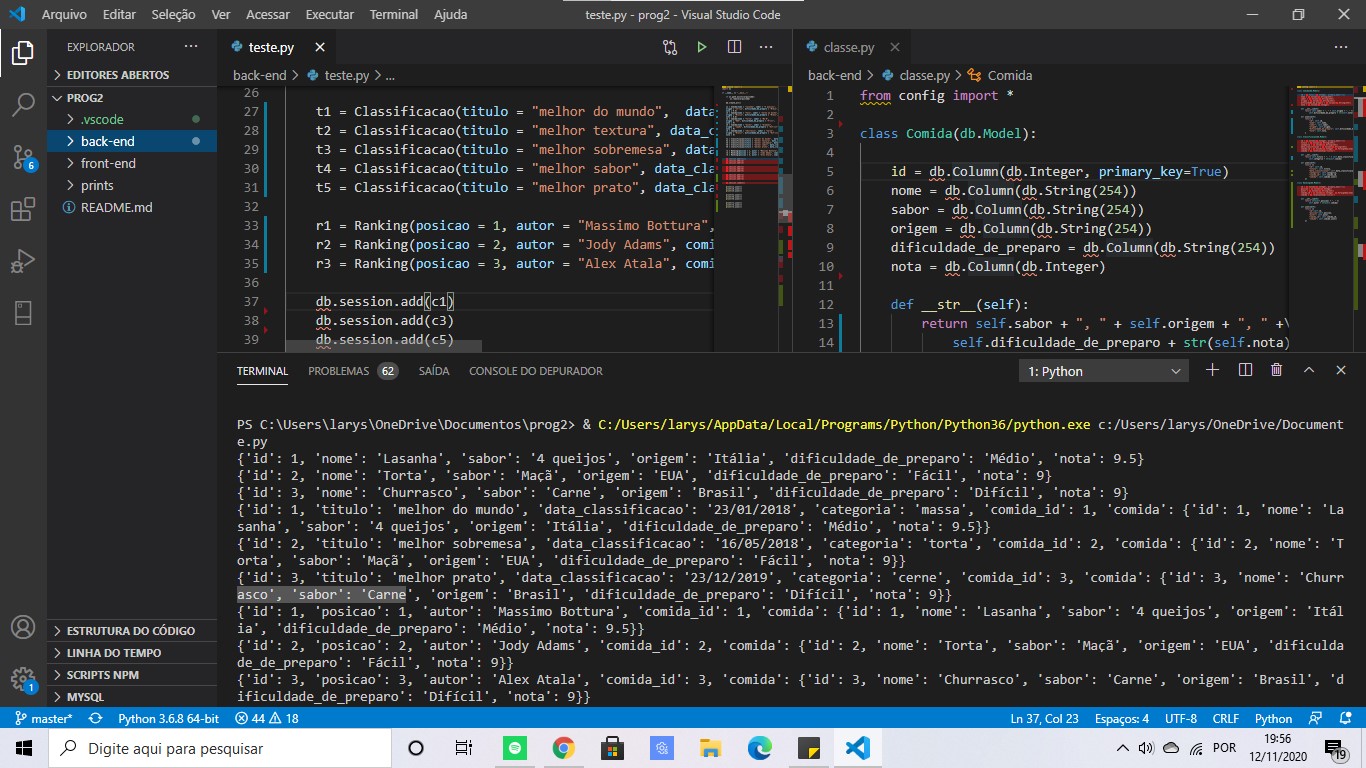 Arquivo Editar Seleção Ver Acessar Executar Terminal Ajuda teste.py - prog2 - Visual Studio Code
EXPLORADOR
EDITORES ABERTOS
PROG2
.vscode
back-end
front-end
prints
README.md
ESTRUTURA DO CÓDIGO
LINHA DO TEMPO
SCRIPTS NPM
MYSQL
6
1
teste.py
back-end > teste.py > ...
26
27 t1 = Classificacao(titulo = "melhor do mundo", data
28 t2 = Classificacao(titulo = "melhor textura", data_c
29 t3 = Classificacao(titulo = "melhor sobremesa", data
30 t4 = Classificacao(titulo = "melhor sabor", data_cla
31 t5 = Classificacao(titulo = "melhor prato", data_cla
32
33 r1 = Ranking(posicao = 1, autor = "Massimo Bottura",
34 r2 = Ranking(posicao = 2, autor = "Jody Adams", comi
35 r3 = Ranking(posicao = 3, autor = "Alex Atala", comi
36
37 db.session.add(c1)
38 db.session.add(c3)
39 db.session.add(c5)
classe.py
back-end > classe.py > Comida
1 from config import *
2
3 class Comida(db.Model):
4
5 id = db.Column(db.Integer, primary_key=True)
6 nome = db.Column(db.String(254))
7 sabor = db.Column(db.String(254))
8 origem = db.Column(db.String(254))
9 dificuldade_de_preparo = db.Column(db.String(254))
10 nota = db.Column(db.Integer)
11
12 def __str__(self):
13 return self.sabor + ", " + self.origem + ", " +\
14 self.dificuldade_de_preparo + str(self.nota)
TERMINAL PROBLEMAS 62 SAÍDA CONSOLE DO DEPURADOR 1: Python
PS C:\Users\larys\OneDrive\Documentos\prog2> & C:/Users/larys/AppData/Local/Programs/Python/Python36/python.exe c:/Users/larys/OneDrive/Document
e.py
{'id': 1, 'nome': 'Lasanha', 'sabor': '4 queijos', 'origem': 'Itália', 'dificuldade_de_preparo': 'Médio', 'nota': 9.5}
{'id': 2, 'nome': 'Torta', 'sabor': 'Maçã', 'origem': 'EUA', 'dificuldade_de_preparo': 'Fácil', 'nota': 9}
{'id': 3, 'nome': 'Churrasco', 'sabor': 'Carne', 'origem': 'Brasil', 'dificuldade_de_preparo': 'Difícil', 'nota': 9}
{'id': 1, 'titulo': 'melhor do mundo', 'data_classificacao': '23/01/2018', 'categoria': 'massa', 'comida_id': 1, 'comida': {'id': 1, 'nome': 'La
sanha', 'sabor': '4 queijos', 'origem': 'Itália', 'dificuldade_de_preparo': 'Médio', 'nota': 9.5}}
{'id': 2, 'titulo': 'melhor sobremesa', 'data_classificacao': '16/05/2018', 'categoria': 'torta', 'comida_id': 2, 'comida': {'id': 2, 'nome': 'T
orta', 'sabor': 'Maçã', 'origem': 'EUA', 'dificuldade_de_preparo': 'Fácil', 'nota': 9}}
{'id': 3, 'titulo': 'melhor prato', 'data_classificacao': '23/12/2019', 'categoria': 'cerne', 'comida_id': 3, 'comida': {'id': 3, 'nome': 'Churr
asco', 'sabor': 'Carne', 'origem': 'Brasil', 'dificuldade_de_preparo': 'Difícil', 'nota': 9}}
{'id': 1, 'posicao': 1, 'autor': 'Massimo Bottura', 'comida_id': 1, 'comida': {'id': 1, 'nome': 'Lasanha', 'sabor': '4 queijos', 'origem': 'Itál
ia', 'dificuldade_de_preparo': 'Médio', 'nota': 9.5}}
{'id': 2, 'posicao': 2, 'autor': 'Jody Adams', 'comida_id': 2, 'comida': {'id': 2, 'nome': 'Torta', 'sabor': 'Maçã', 'origem': 'EUA', 'dificulda
de_de_preparo': 'Fácil', 'nota': 9}}
{'id': 3, 'posicao': 3, 'autor': 'Alex Atala', 'comida_id': 3, 'comida': {'id': 3, 'nome': 'Churrasco', 'sabor': 'Carne', 'origem': 'Brasil', 'd
ificuldade_de_preparo': 'Difícil', 'nota': 9}}
master* Python 3.6.8 64-bit 44 18 Ln 37, Col 23 Espaços: 4 UTF-8 CRLF Python
Digite aqui para pesquisar
POR
19:56
12/11/2020
19